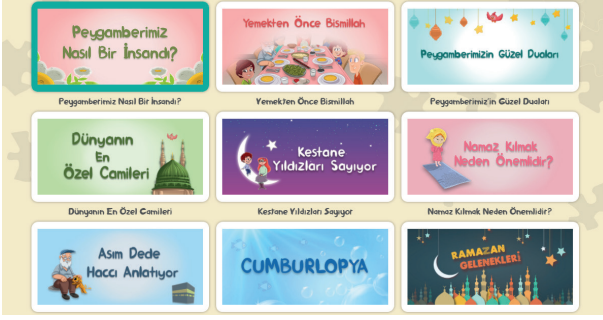 Peygamberimiz
Nasıl Bir İnsandı?
Yemekten Önce Bismillah
Peygamberimizin Güzel Duaları
Peygamberimiz Nasıl Bir İnsandı?
Yemekten Önce Bismillah
Peygamberimiz'in Güzel Duaları
Dünyanın
En
Özel Camileri
Kestane
Yıldızları Sayıyor
Namaz Kılmak
Neden Önemlidir?
Dünyanın En Özel Camileri
Kestane Yıldızları Sayıyor
Namaz Kılmak Neden Önemlidir?
Asım Dede
Haccı Anlatıyor
CUMBURLOPYA
RAMAZAN
GELENEKLERİ